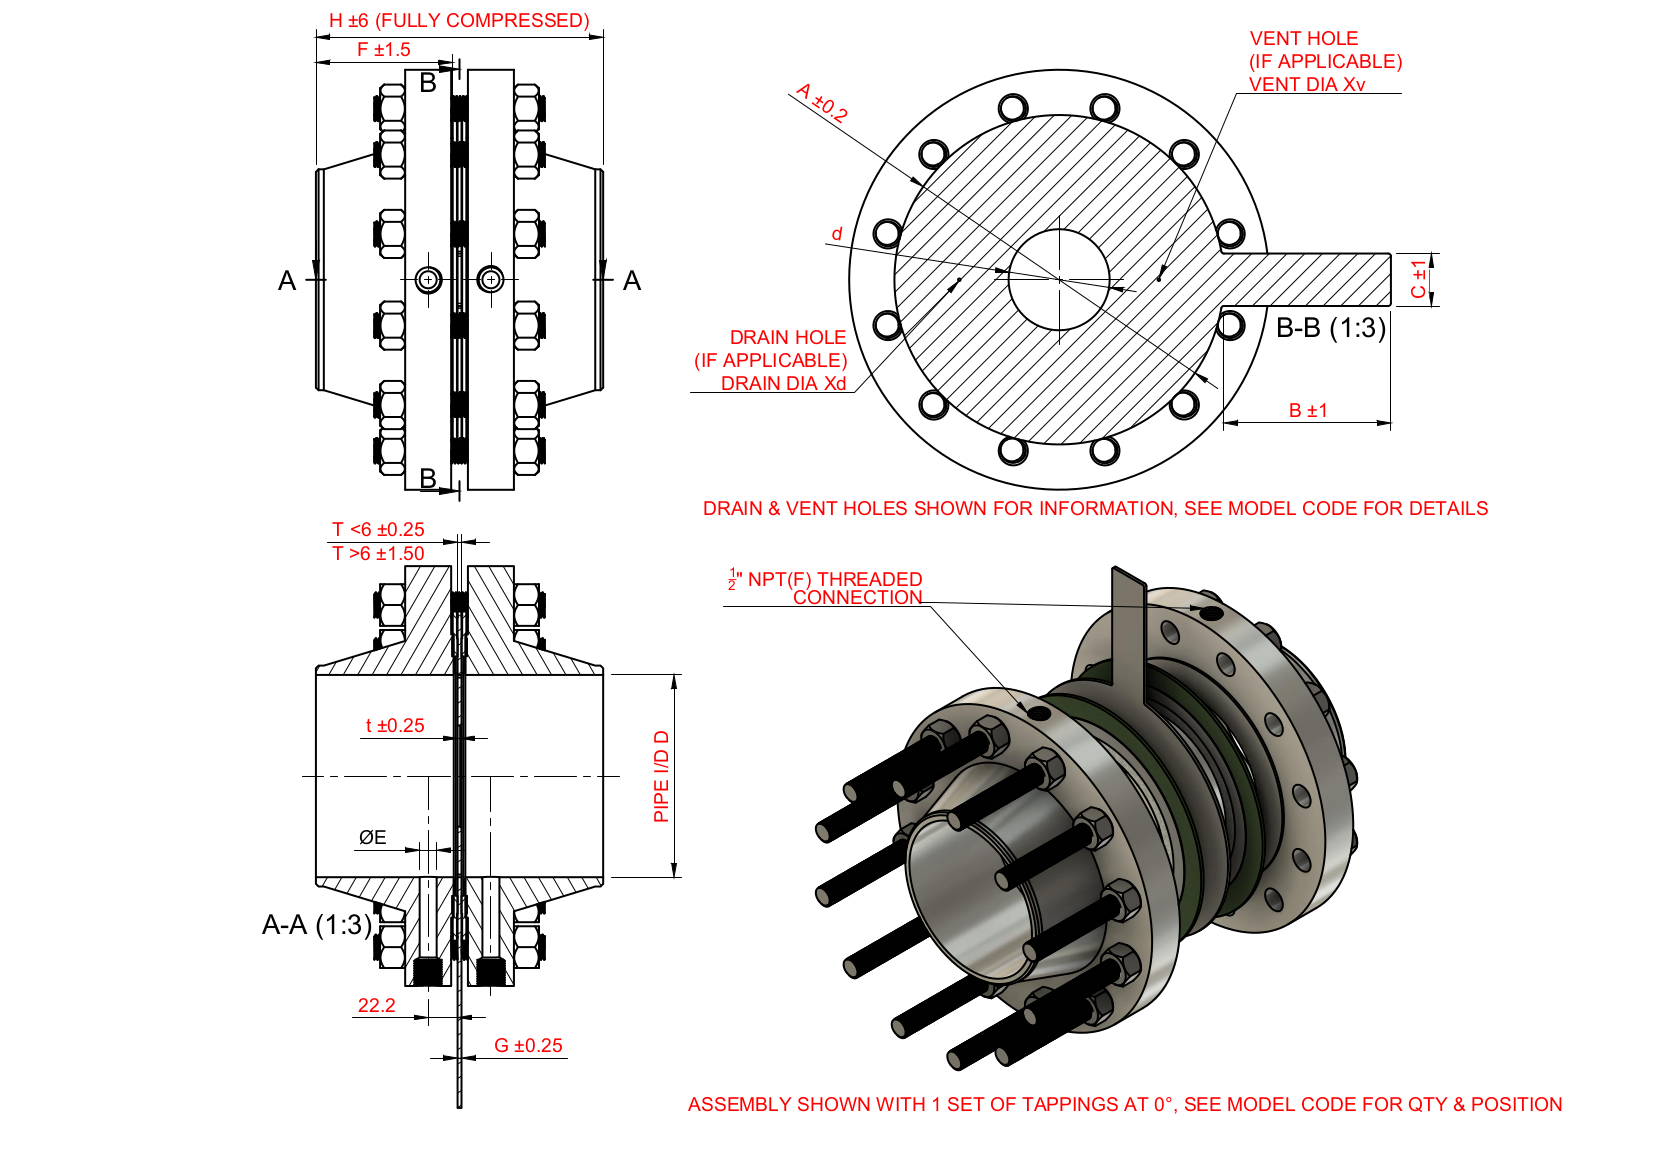 H ±6 (FULLY COMPRESSED)
F ±1.5
B
A
A
B
VENT HOLE
(IF APPLICABLE)
VENT DIA Xv
A ±0.2
d
C ±1
B-B (1:3)
DRAIN HOLE
(IF APPLICABLE)
DRAIN DIA Xd
B ±1
DRAIN & VENT HOLES SHOWN FOR INFORMATION, SEE MODEL CODE FOR DETAILS
T <6 ±0.25
T >6 ±1.50
t ±0.25
PIPE I/D D
ØE
A-A (1:3)
22.2
G ±0.25
1/2" NPT(F) THREADED
CONNECTION
ASSEMBLY SHOWN WITH 1 SET OF TAPPINGS AT 0°, SEE MODEL CODE FOR QTY & POSITION